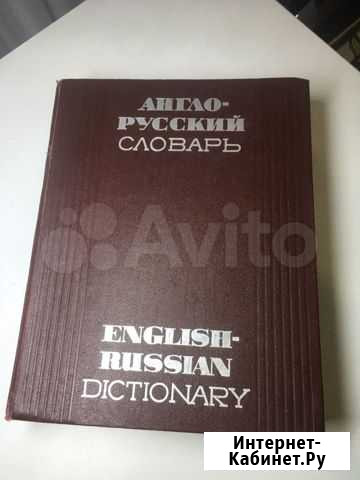 АНГЛО-
РУССКИЙ
СЛОВАРЬ
Avito
ENGLISH-
RUSSIAN
DICTIONARY
Интернет-
Кабинет.Ру